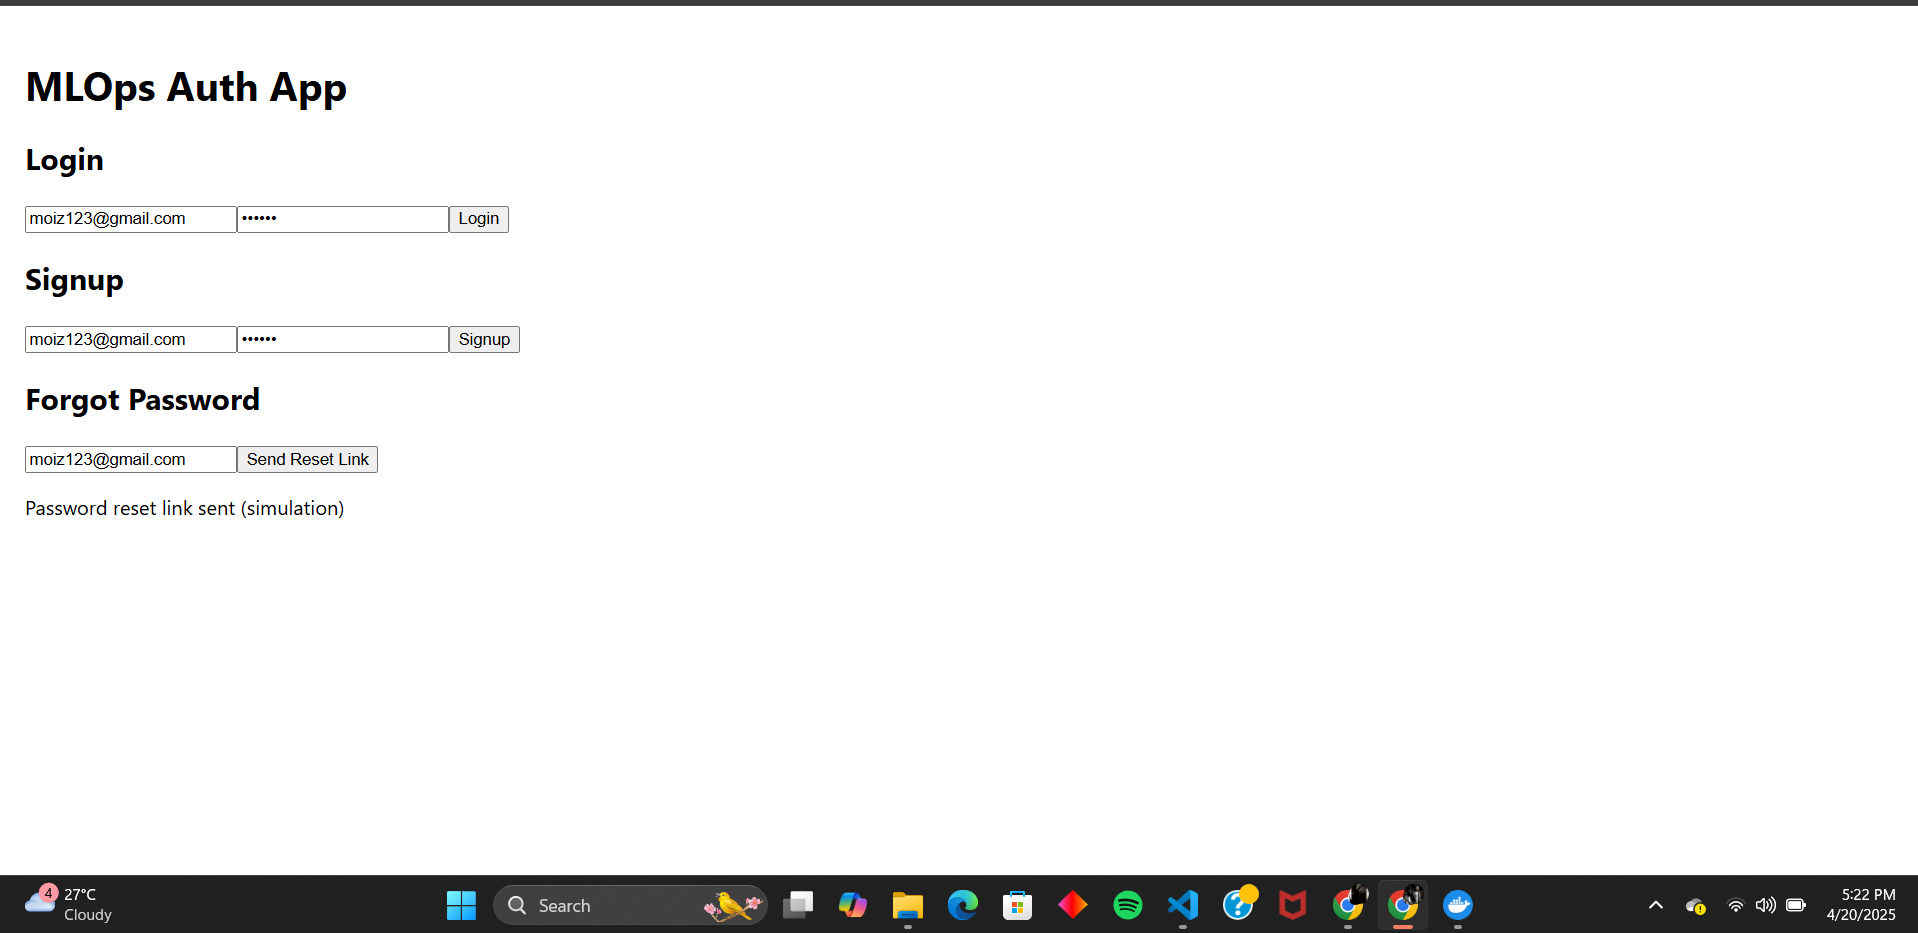 MLOps Auth App
Login
moiz123@gmail.com •••••• Login
Signup
moiz123@gmail.com •••••• Signup
Forgot Password
moiz123@gmail.com Send Reset Link
Password reset link sent (simulation)
4 27°C
Cloudy
Search
5:22 PM
4/20/2025